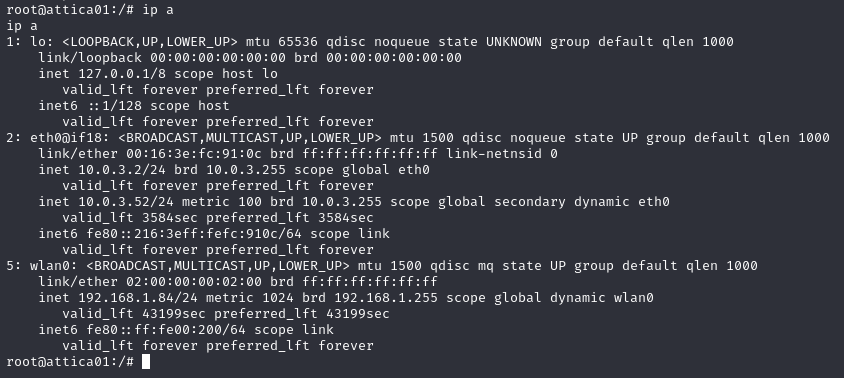 root@attica01:/# ip a
ip a
1: lo: <LOOPBACK,UP,LOWER_UP> mtu 65536 qdisc noqueue state UNKNOWN group default qlen 1000
    link/loopback 00:00:00:00:00:00 brd 00:00:00:00:00:00
    inet 127.0.0.1/8 scope host lo
       valid_lft forever preferred_lft forever
    inet6 ::1/128 scope host
       valid_lft forever preferred_lft forever
2: eth0@if18: <BROADCAST,MULTICAST,UP,LOWER_UP> mtu 1500 qdisc noqueue state UP group default qlen 1000
    link/ether 00:16:3e:fc:91:0c brd ff:ff:ff:ff:ff:ff link-netnsid 0
    inet 10.0.3.2/24 brd 10.0.3.255 scope global eth0
       valid_lft forever preferred_lft forever
    inet 10.0.3.52/24 metric 100 brd 10.0.3.255 scope global secondary dynamic eth0
       valid_lft 3584sec preferred_lft 3584sec
    inet6 fe80::216:3eff:fefc:910c/64 scope link
       valid_lft forever preferred_lft forever
5: wlan0: <BROADCAST,MULTICAST,UP,LOWER_UP> mtu 1500 qdisc mq state UP group default qlen 1000
    link/ether 02:00:00:00:02:00 brd ff:ff:ff:ff:ff:ff
    inet 192.168.1.84/24 metric 1024 brd 192.168.1.255 scope global dynamic wlan0
       valid_lft 43199sec preferred_lft 43199sec
    inet6 fe80::ff:fe00:200/64 scope link
       valid_lft forever preferred_lft forever
root@attica01:/#